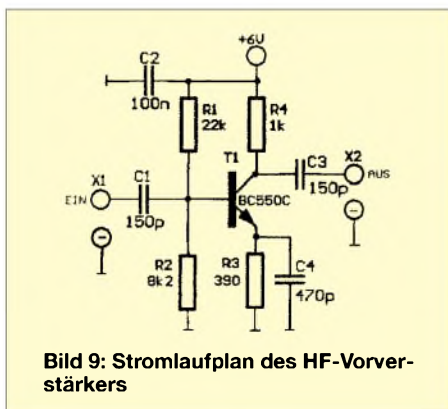 +6V
C2
100n
R1
22k
R4
1k
T1
C3
150p
X2
AUS
X1
EIN
C1
150p
BC550C
R2
8k2
R3
390
C4
470p
Bild 9: Stromlaufplan des HF-Vorver-
stärkers